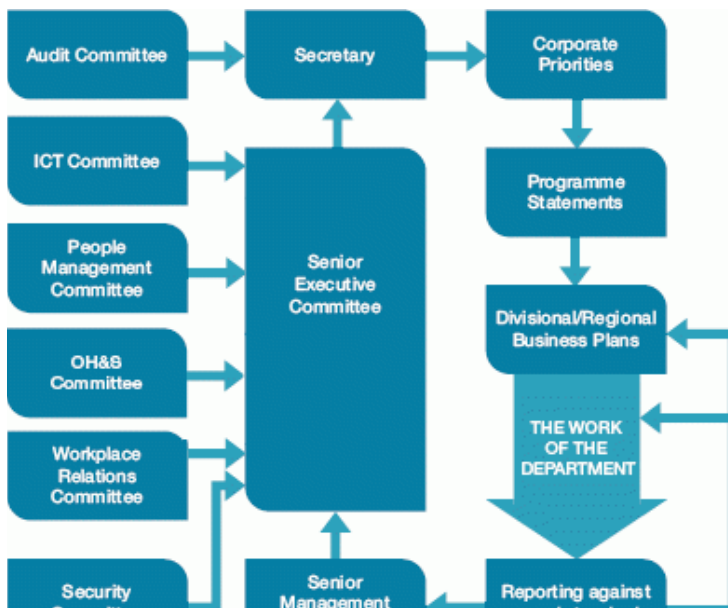 Audit Committee
Secretary
Corporate
Priorities
ICT Committee
Programme
Statements
People
Management
Committee
Senior
Executive
Committee
Divisional/Regional
Business Plans
OH&S
Committee
THE WORK
OF THE
DEPARTMENT
Workplace
Relations
Committee
Security
Senior
Management
Reporting against